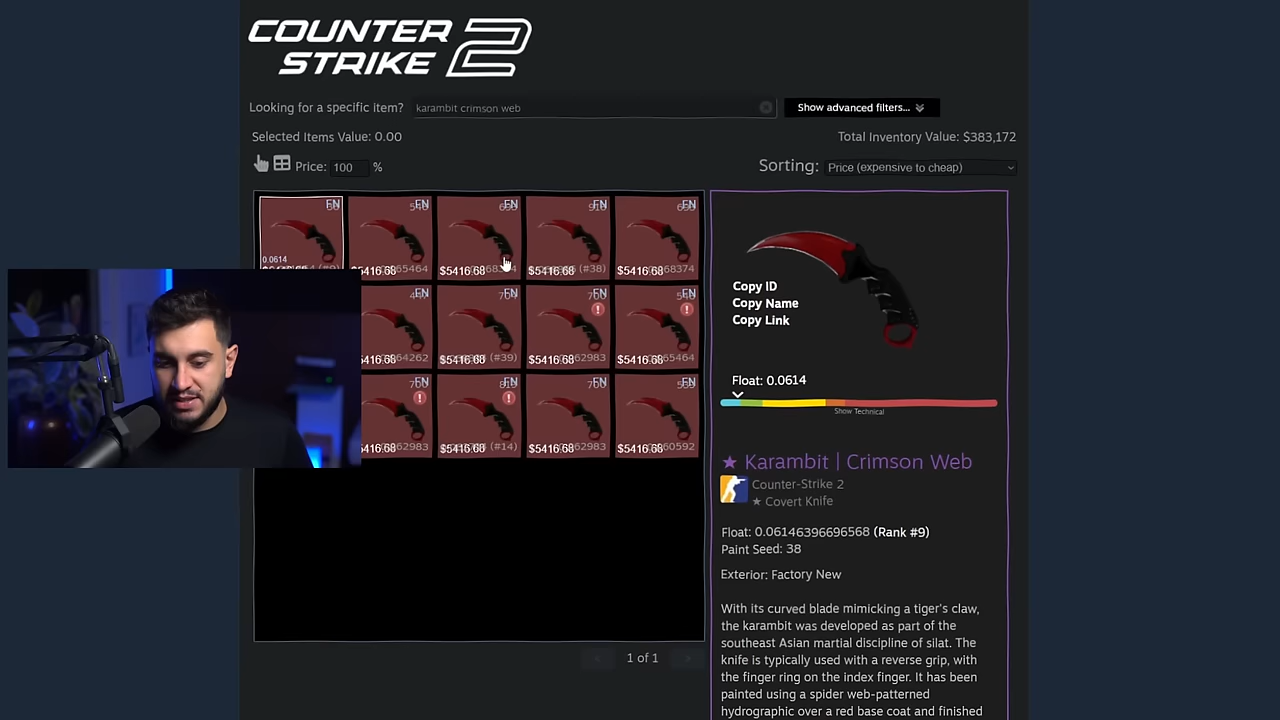 COUNTER
STRIKE 2
Looking for a specific item? karambit crimson web Show advanced filters...
Selected Items Value: 0.00 Total Inventory Value: $383,172
Price: 100 % Sorting: Price (expensive to cheap)
FN FN FN FN FN
0.0614
$5416.68 $5416.68 $5416.68 $5416.68
FN FN FN FN
5416.68 $5416.68 $5416.68 $5416.68
FN FN FN FN
5416.68 $5416.68 $5416.68 $5416.68
1 of 1
Copy ID
Copy Name
Copy Link
Float: 0.0614
Show Technical
★ Karambit | Crimson Web
Counter-Strike 2
★ Covert Knife
Float: 0.06146396696568 (Rank #9)
Paint Seed: 38
Exterior: Factory New
With its curved blade mimicking a tiger's claw,
the karambit was developed as part of the
southeast Asian martial discipline of silat. The
knife is typically used with a reverse grip, with
the finger ring on the index finger. It has been
painted using a spider web-patterned
hydrographic over a red base coat and finished